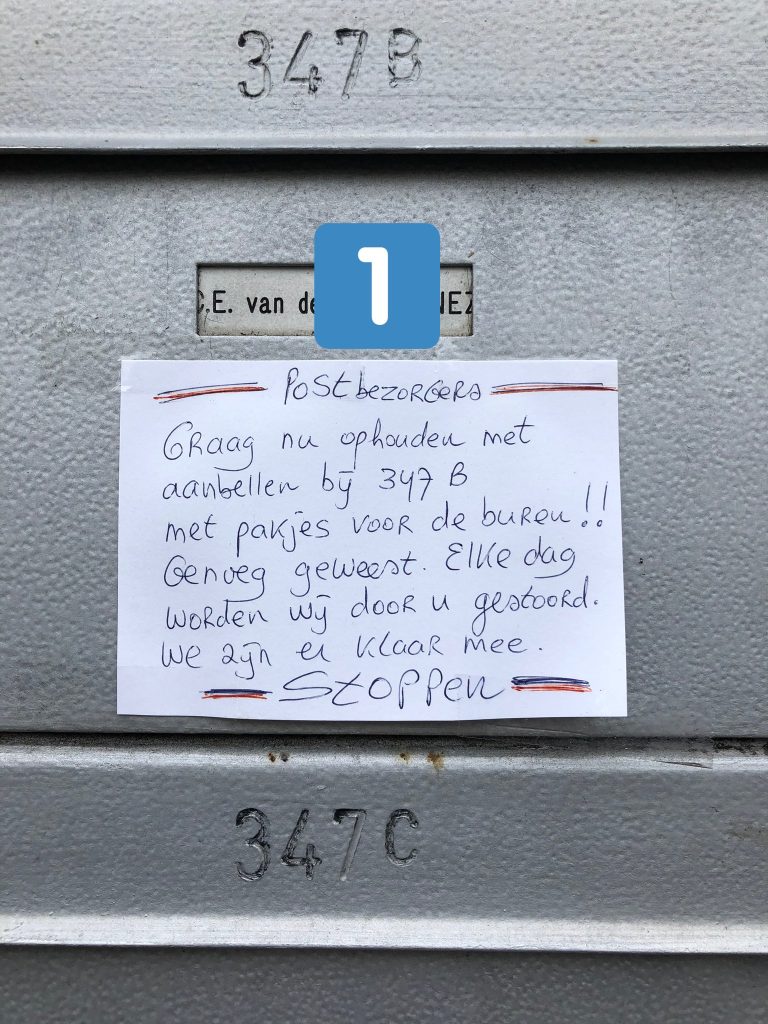 347B
C.E. van de
1
NEZ
POStbezORGeRs
GRaag nu ophouden met
aanbellen bij 347 B
met pakjes voor de buren!!
Genoeg geweest. Elke dag
worden wij door u gestoord.
We zijn er klaar mee.
StoPPen
347C